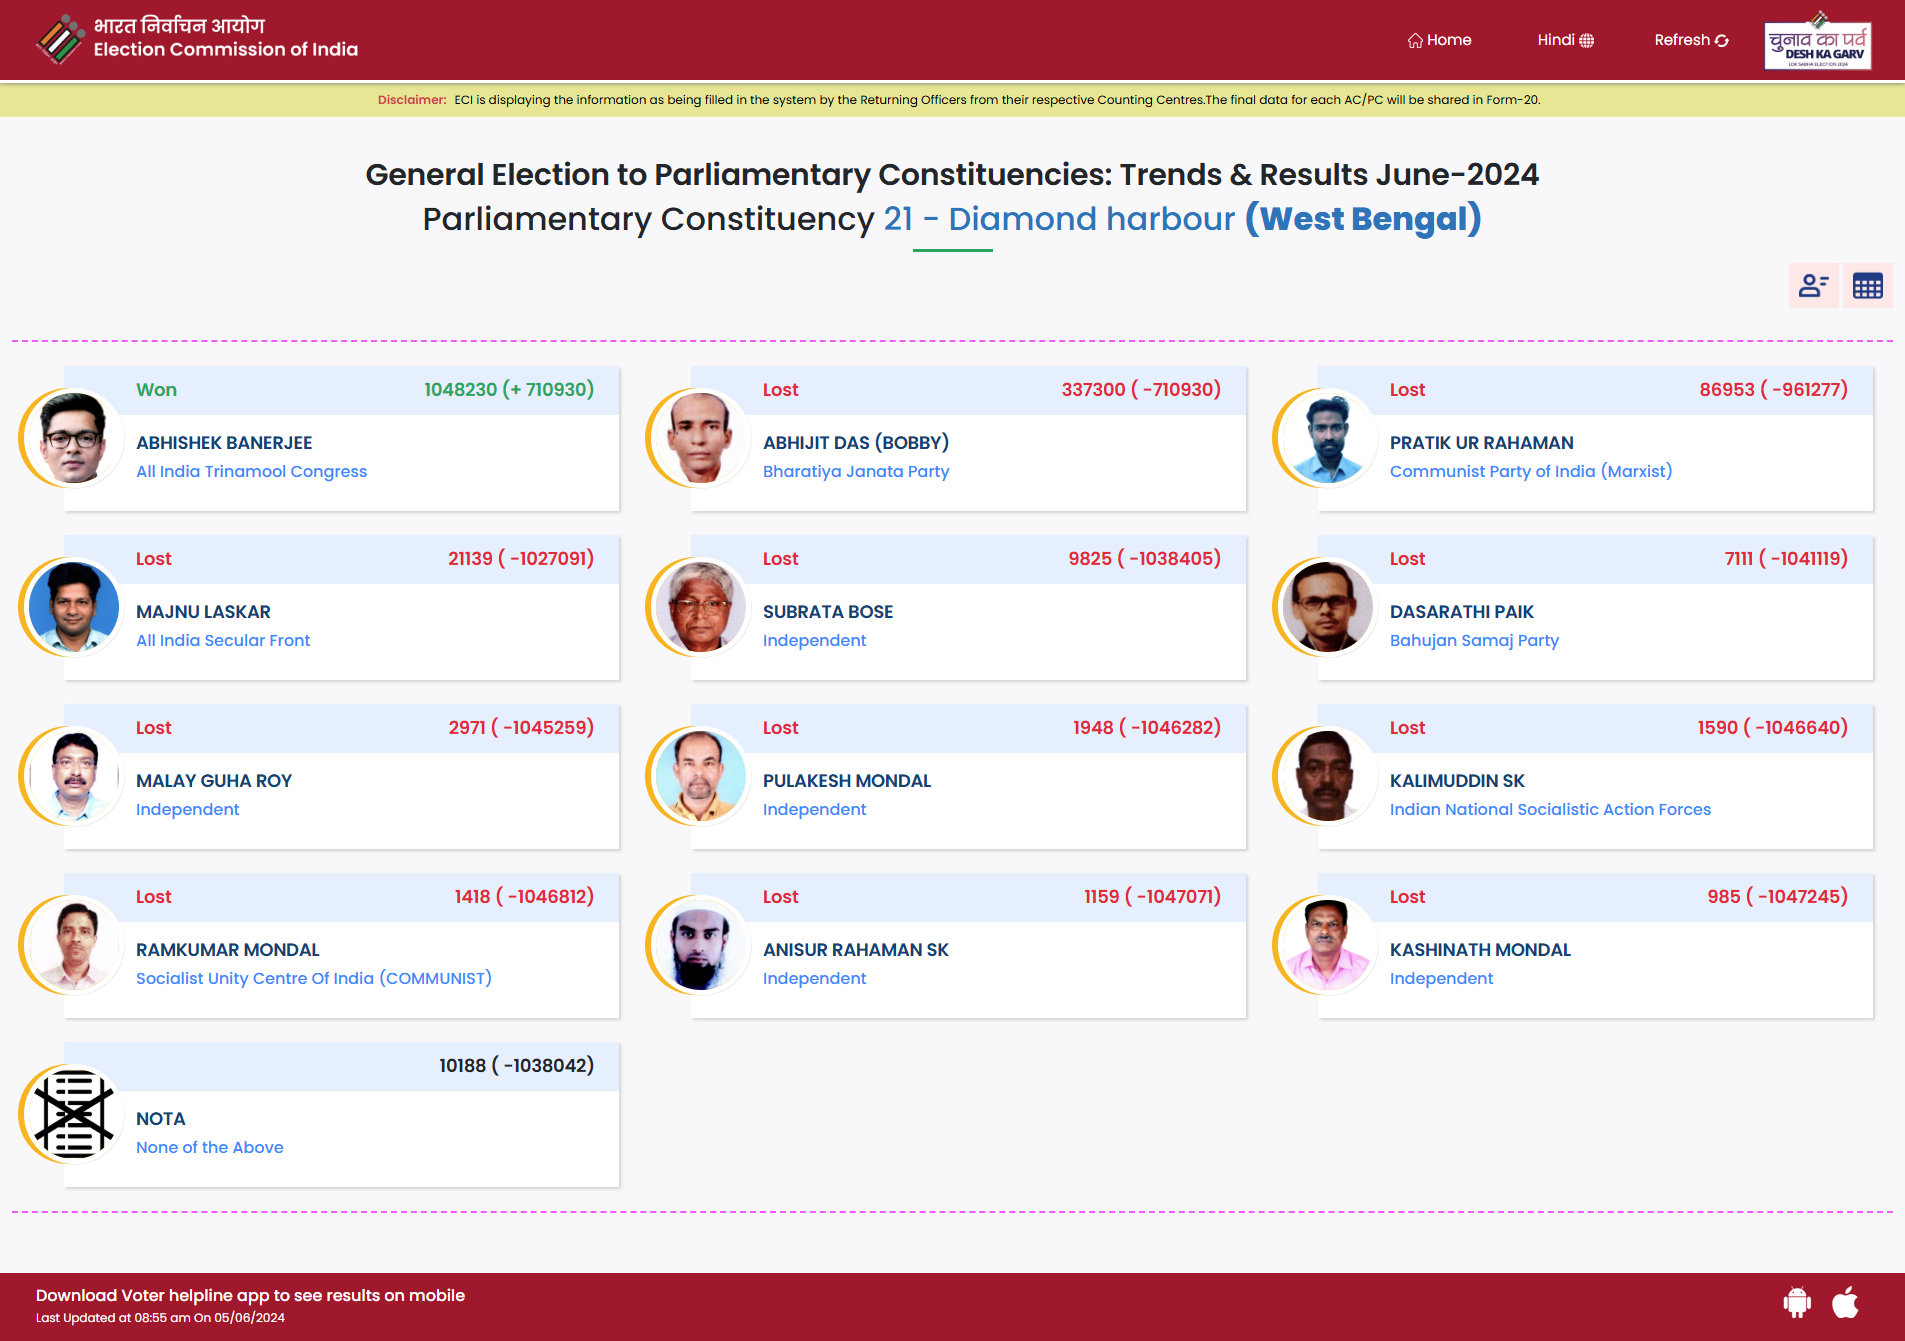 भारत निर्वाचन आयोग
Election Commission of India
Home
Hindi
Refresh
चुनाव का पर्व
DESH KA GARV
LOK SABHA ELECTION 2024
Disclaimer: ECI is displaying the information as being filled in the system by the Returning Officers from their respective Counting Centres.The final data for each AC/PC will be shared in Form-20.
General Election to Parliamentary Constituencies: Trends & Results June-2024
Parliamentary Constituency 21 - Diamond harbour (West Bengal)
Won 1048230 (+ 710930)
ABHISHEK BANERJEE
All India Trinamool Congress
Lost 337300 ( -710930)
ABHIJIT DAS (BOBBY)
Bharatiya Janata Party
Lost 86953 ( -961277)
PRATIK UR RAHAMAN
Communist Party of India (Marxist)
Lost 21139 ( -1027091)
MAJNU LASKAR
All India Secular Front
Lost 9825 ( -1038405)
SUBRATA BOSE
Independent
Lost 7111 ( -1041119)
DASARATHI PAIK
Bahujan Samaj Party
Lost 2971 ( -1045259)
MALAY GUHA ROY
Independent
Lost 1948 ( -1046282)
PULAKESH MONDAL
Independent
Lost 1590 ( -1046640)
KALIMUDDIN SK
Indian National Socialistic Action Forces
Lost 1418 ( -1046812)
RAMKUMAR MONDAL
Socialist Unity Centre Of India (COMMUNIST)
Lost 1159 ( -1047071)
ANISUR RAHAMAN SK
Independent
Lost 985 ( -1047245)
KASHINATH MONDAL
Independent
10188 ( -1038042)
NOTA
None of the Above
Download Voter helpline app to see results on mobile
Last Updated at 08:55 am On 05/06/2024